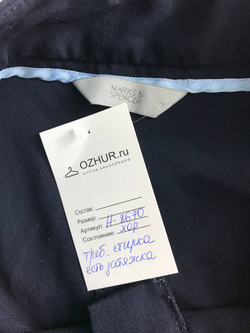 MARKS &
SPENCER
OZHUR.ru
online secondhand
Состав:
Размер:
Артикул: Н-8670
Состояние: хор
Треб. стирка
есть затяжка